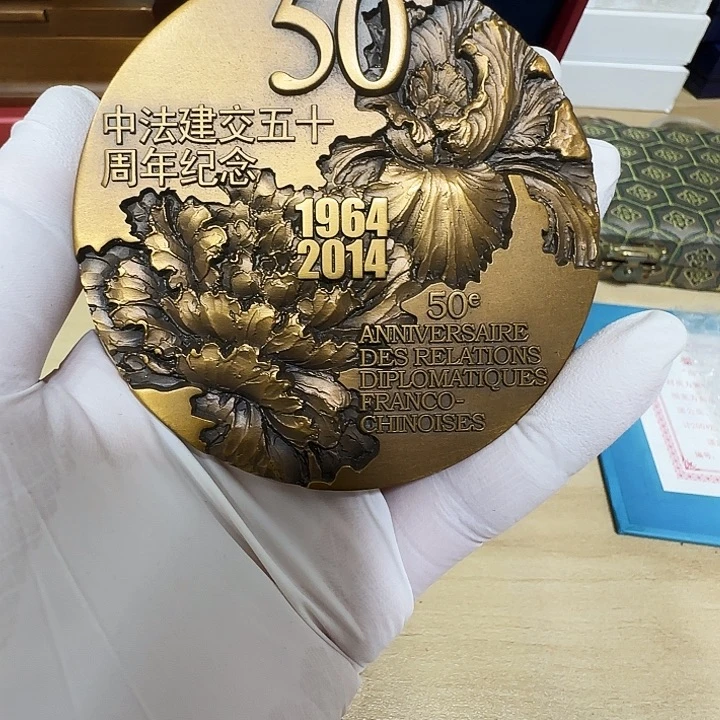 50
中法建交五十
周年纪念
1964
2014
50e
ANNIVERSAIRE
DES RELATIONS
DIPLOMATIQUES
FRANCO-
CHINOISES